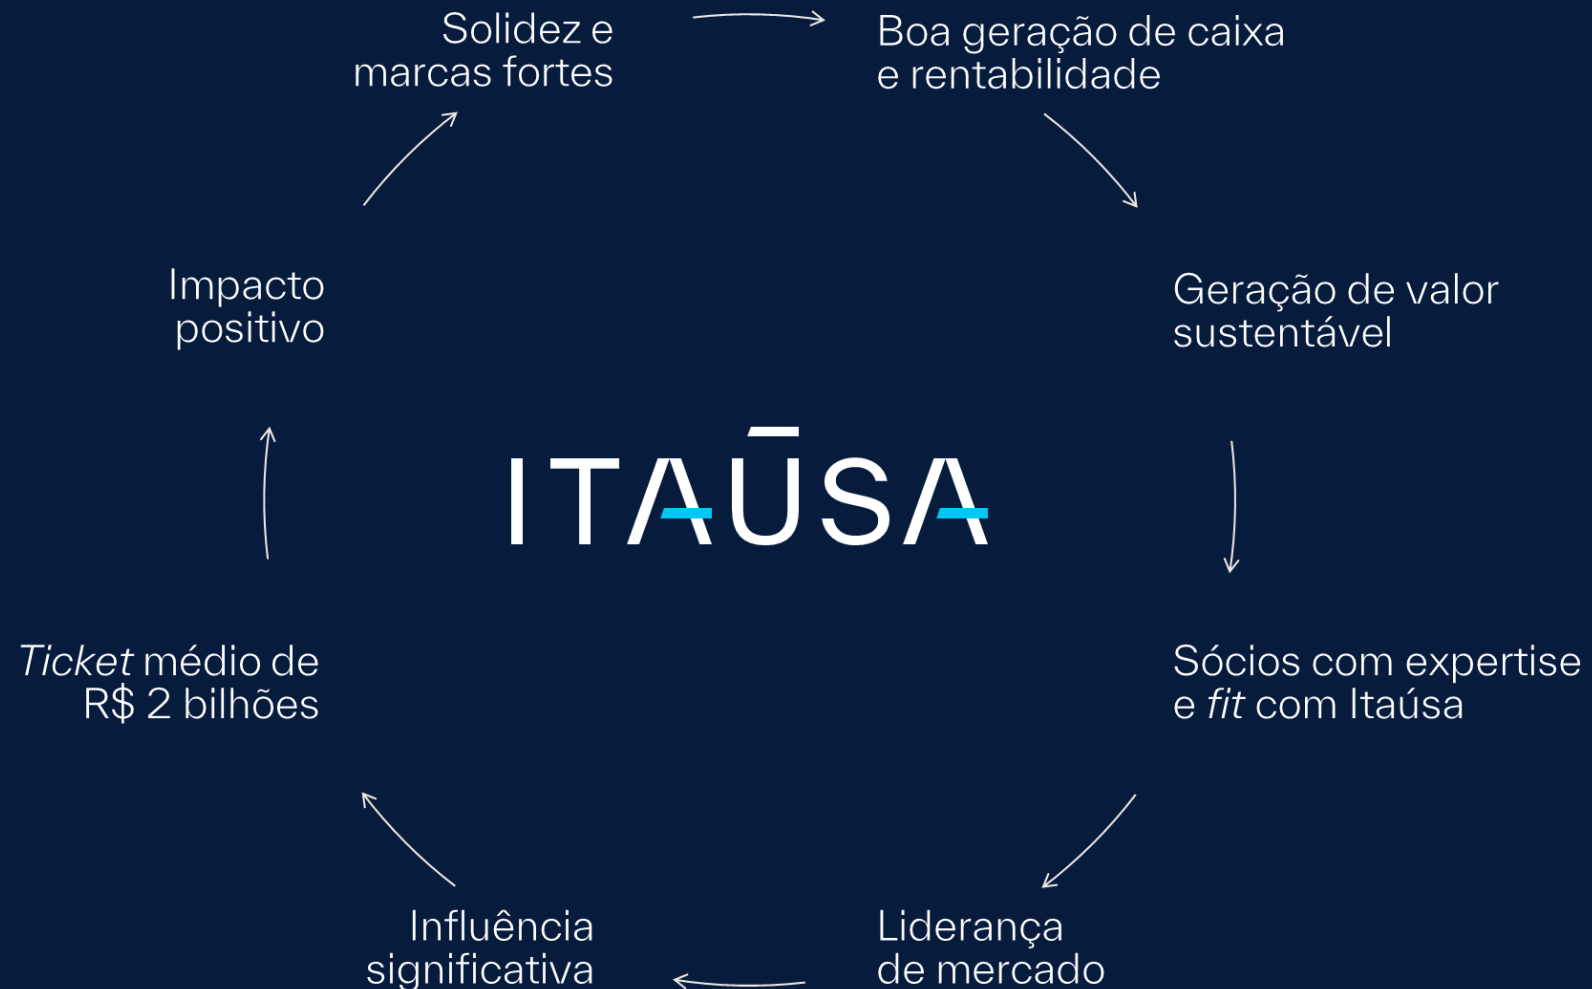 Solidez e
marcas fortes
Boa geração de caixa
e rentabilidade
Impacto
positivo
Geração de valor
sustentável
ITAÚSA
Ticket médio de
R$ 2 bilhões
Sócios com expertise
e fit com Itaúsa
Influência
significativa
Liderança
de mercado